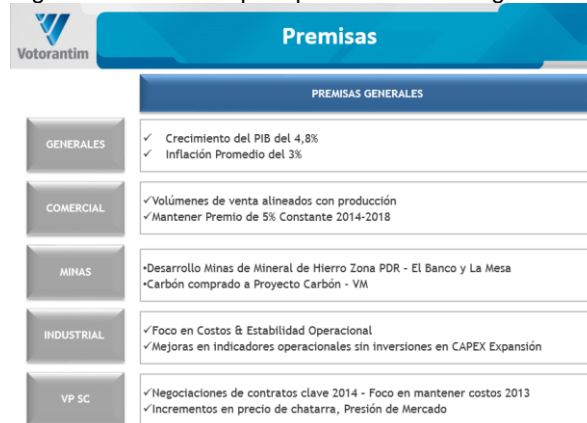 Votorantim
Premisas
PREMISAS GENERALES
GENERALES
✓ Crecimiento del PIB del 4,8%
✓ Inflación Promedio del 3%
COMERCIAL
✓Volúmenes de venta alineados con producción
✓Mantener Premio de 5% Constante 2014-2018
MINAS
•Desarrollo Minas de Mineral de Hierro Zona PDR - El Banco y La Mesa
•Carbón comprado a Proyecto Carbón - VM
INDUSTRIAL
✓Foco en Costos & Estabilidad Operacional
✓Mejoras en indicadores operacionales sin inversiones en CAPEX Expansión
VP SC
✓Negociaciones de contratos clave 2014 - Foco en mantener costos 2013
✓Incrementos en precio de chatarra, Presión de Mercado